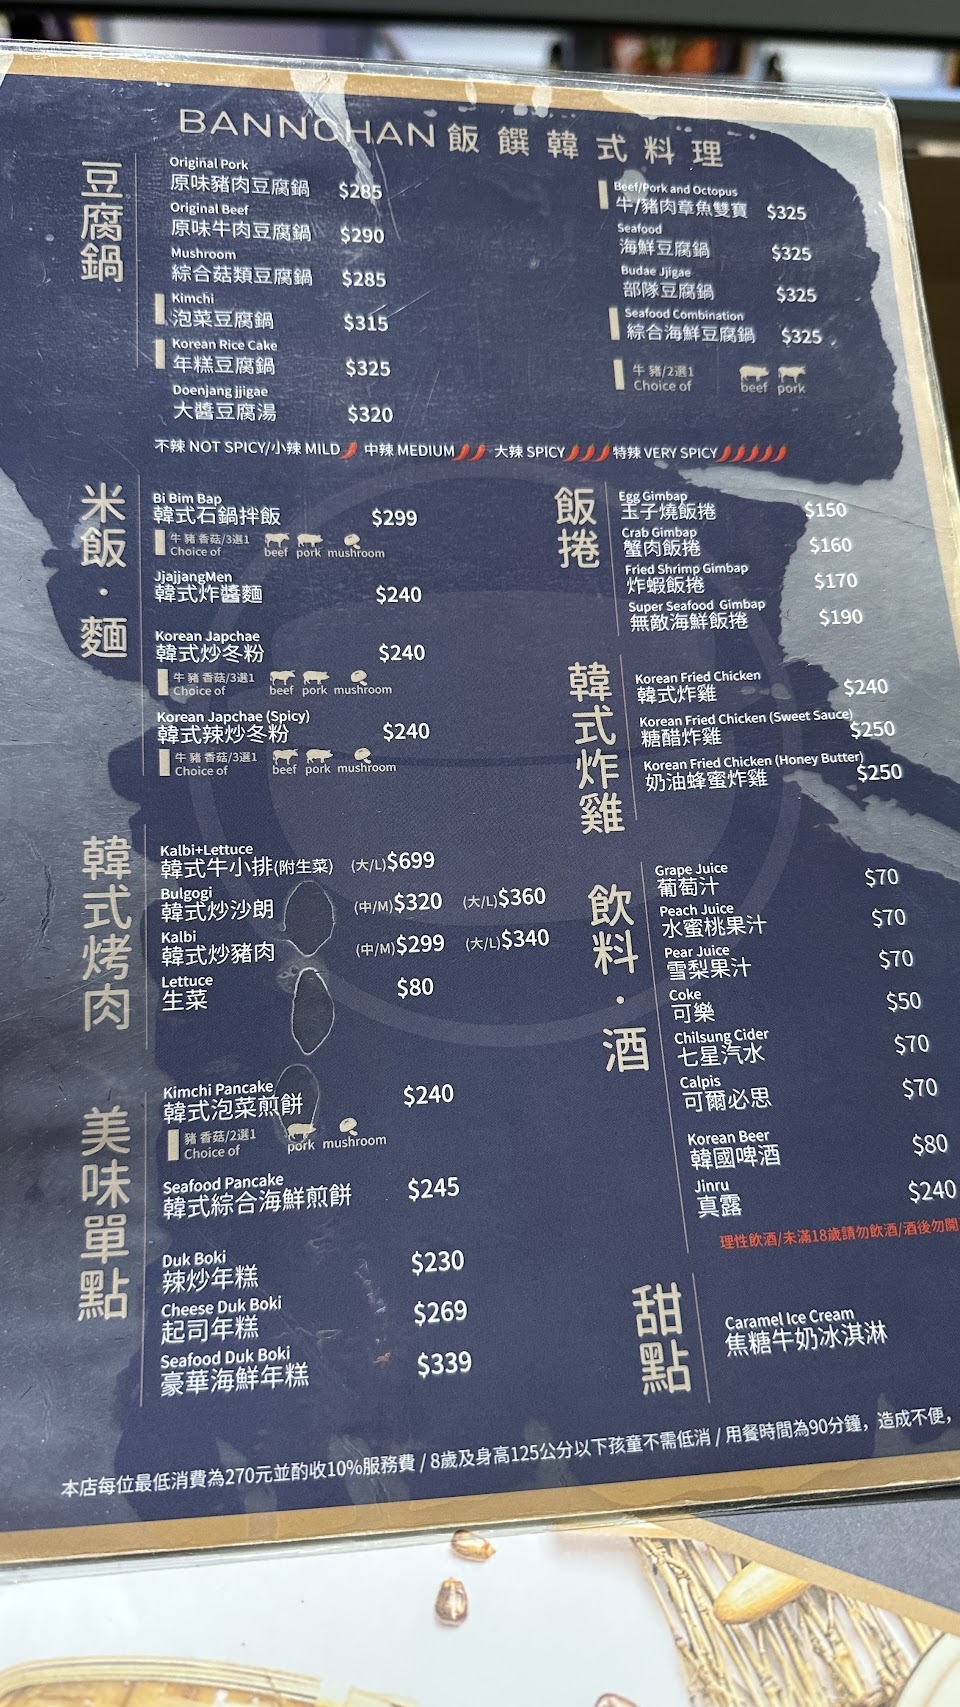 BANNCHAN 飯饌韓式料理
豆腐鍋
Original Pork
原味豬肉豆腐鍋 $285
Original Beef
原味牛肉豆腐鍋 $290
Mushroom
綜合菇類豆腐鍋 $285
Kimchi
泡菜豆腐鍋 $315
Korean Rice Cake
年糕豆腐鍋 $325
Doenjang jjigae
大醬豆腐湯 $320
Beef/Pork and Octopus
牛/豬肉章魚雙寶 $325
Seafood
海鮮豆腐鍋 $325
Budae Jjigae
部隊豆腐鍋 $325
Seafood Combination
綜合海鮮豆腐鍋 $325
牛 豬/2選1
Choice of beef pork
不辣 NOT SPICY/小辣 MILD 中辣 MEDIUM 大辣 SPICY 特辣 VERY SPICY
米飯・麵
Bi Bim Bap
韓式石鍋拌飯 $299
牛 豬 香菇/3選1
Choice of beef pork mushroom
JjajjangMen
韓式炸醬麵 $240
Korean Japchae
韓式炒冬粉 $240
牛 豬 香菇/3選1
Choice of beef pork mushroom
Korean Japchae (Spicy)
韓式辣炒冬粉 $240
牛 豬 香菇/3選1
Choice of beef pork mushroom
飯捲
Egg Gimbap
玉子燒飯捲 $150
Crab Gimbap
蟹肉飯捲 $160
Fried Shrimp Gimbap
炸蝦飯捲 $170
Super Seafood Gimbap
無敵海鮮飯捲 $190
韓式炸雞
Korean Fried Chicken
韓式炸雞 $240
Korean Fried Chicken (Sweet Sauce)
糖醋炸雞 $250
Korean Fried Chicken (Honey Butter)
奶油蜂蜜炸雞 $250
韓式烤肉
Kalbi+Lettuce
韓式牛小排(附生菜) (大/L)$699
Bulgogi
韓式炒沙朗 (中/M)$320 (大/L)$360
Kalbi
韓式炒豬肉 (中/M)$299 (大/L)$340
Lettuce
生菜 $80
飲料・酒
Grape Juice
葡萄汁 $70
Peach Juice
水蜜桃果汁 $70
Pear Juice
雪梨果汁 $70
Coke
可樂 $50
Chilsung Cider
七星汽水 $70
Calpis
可爾必思 $70
Korean Beer
韓國啤酒 $80
Jinru
真露 $240
理性飲酒/未滿18歲請勿飲酒/酒後勿開
美味單點
Kimchi Pancake
韓式泡菜煎餅 $240
豬 香菇/2選1
Choice of pork mushroom
Seafood Pancake
韓式綜合海鮮煎餅 $245
Duk Boki
辣炒年糕 $230
Cheese Duk Boki
起司年糕 $269
Seafood Duk Boki
豪華海鮮年糕 $339
甜點
Caramel Ice Cream
焦糖牛奶冰淇淋
本店每位最低消費為270元並酌收10%服務費 / 8歲及身高125公分以下孩童不需低消 / 用餐時間為90分鐘，造成不便，